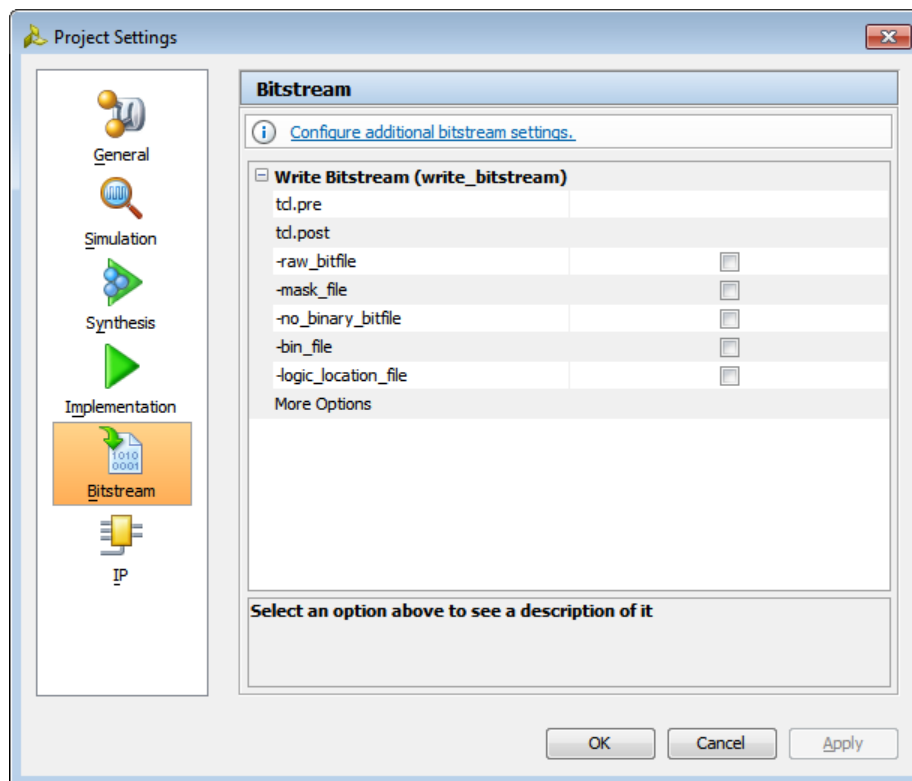 Project Settings
General
Simulation
Synthesis
Implementation
1010
0001
Bitstream
IP
Bitstream
i Configure additional bitstream settings.
Write Bitstream (write_bitstream)
tcl.pre
tcl.post
-raw_bitfile
-mask_file
-no_binary_bitfile
-bin_file
-logic_location_file
More Options
Select an option above to see a description of it
OK Cancel Apply